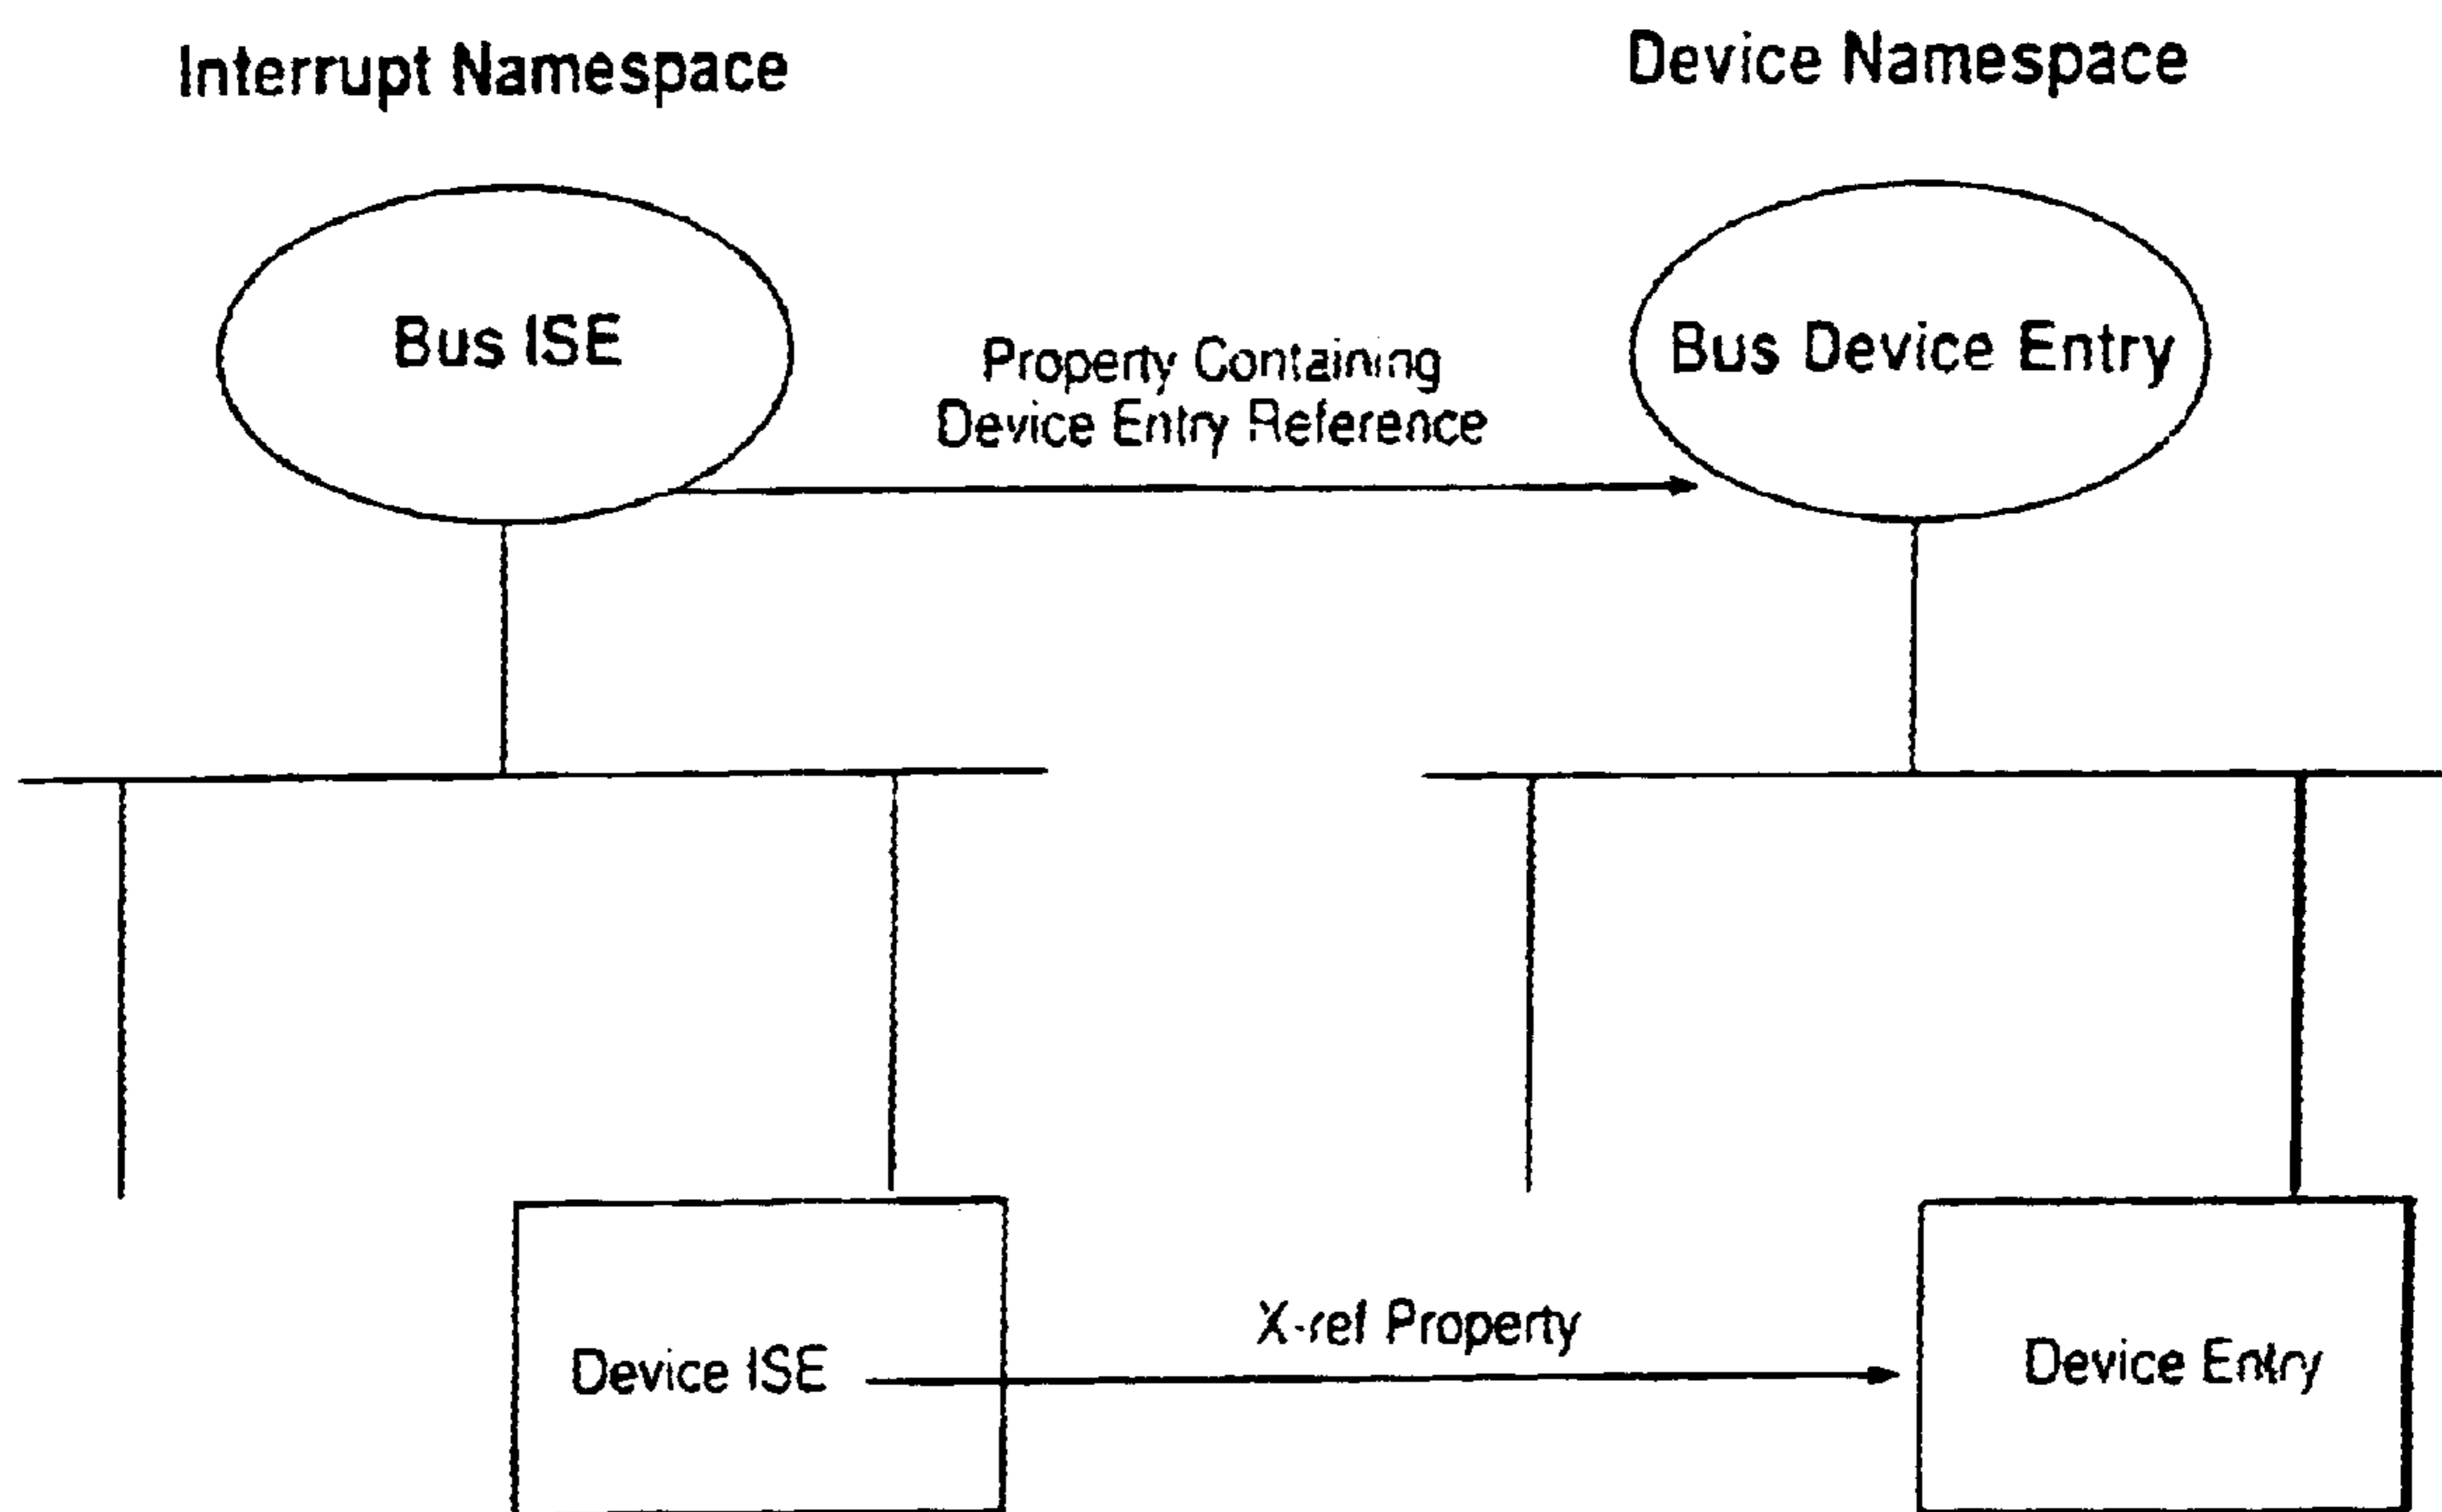 Interrupt Namespace
Device Namespace
Bus ISE
Property Containing
Device Entry Reference
Bus Device Entry
X-ref Property
Device ISE
Device Entry